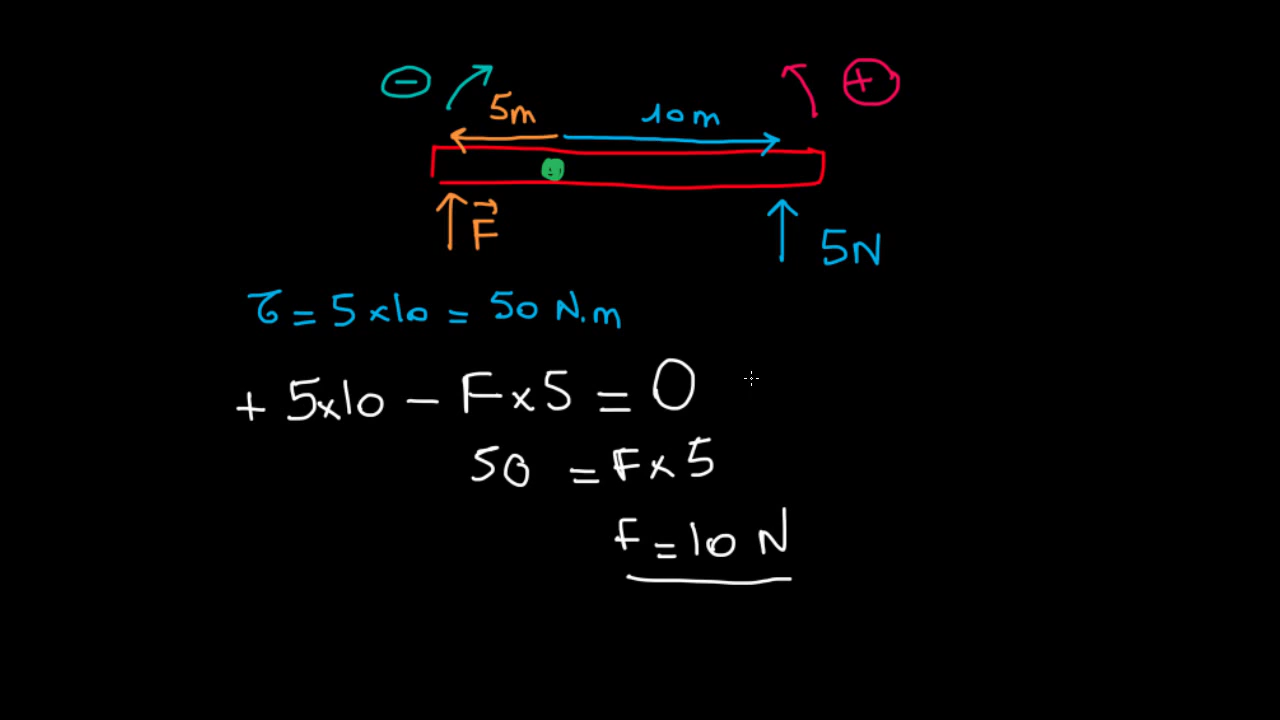 − 5m 10m +
F⃗ 5N
τ = 5 × 10 = 50 N.m
+ 5×10 − F×5 = 0
50 = F×5
F = 10 N